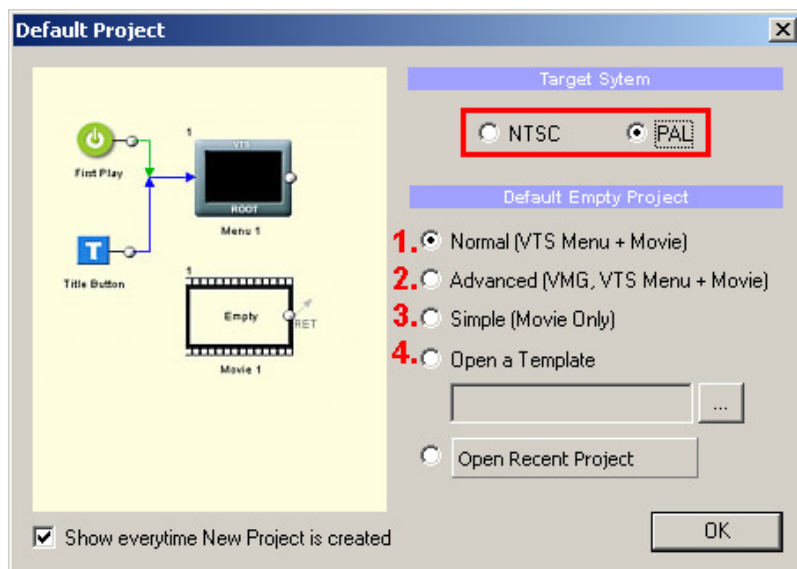 Default Project
Target Sytem
NTSC
PAL
Default Empty Project
1. Normal (VTS Menu + Movie)
2. Advanced (VMG, VTS Menu + Movie)
3. Simple (Movie Only)
4. Open a Template
...
Open Recent Project
OK
1
VTS
First Play
ROOT
Menu 1
T
Title Button
1
Empty
RET
Movie 1
Show everytime New Project is created